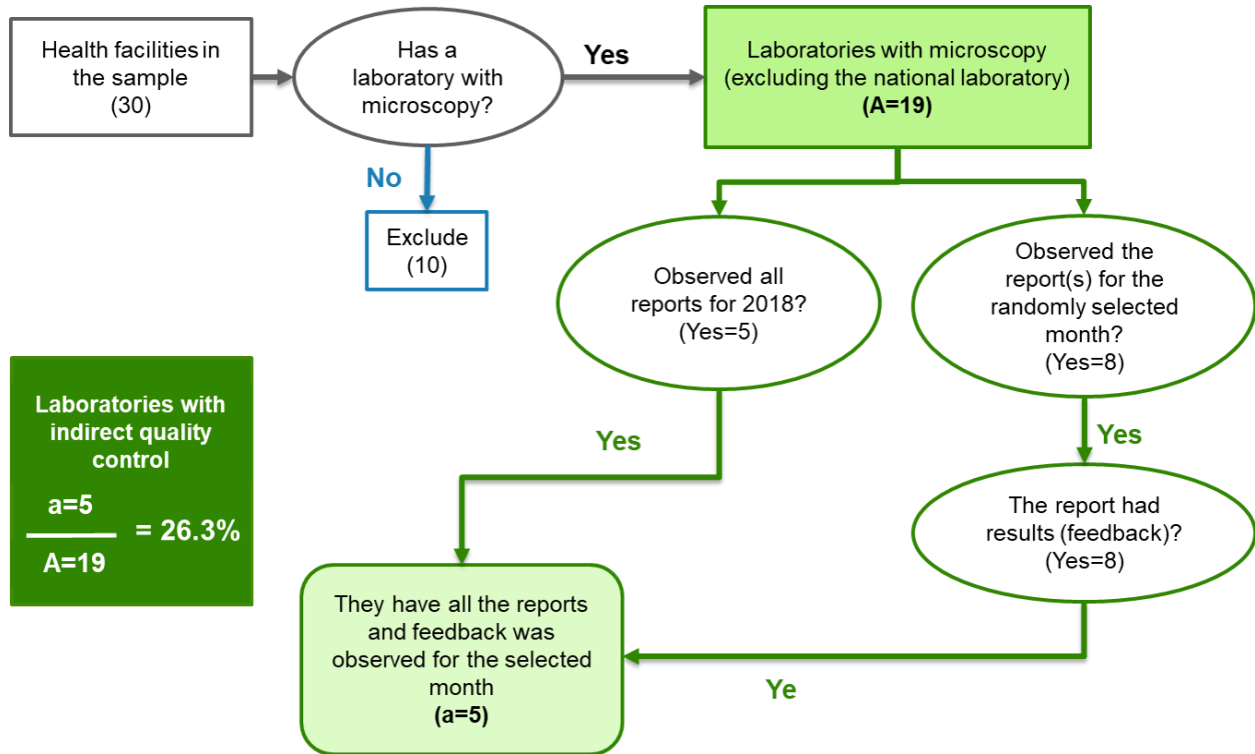 Health facilities in
the sample
(30)
Has a
laboratory with
microscopy?
Yes
Laboratories with microscopy
(excluding the national laboratory)
(A=19)
No
Exclude
(10)
Observed all
reports for 2018?
(Yes=5)
Observed the
report(s) for the
randomly selected
month?
(Yes=8)
Laboratories with
indirect quality
control
a=5
A=19
= 26.3%
Yes
Yes
The report had
results (feedback)?
(Yes=8)
They have all the reports
and feedback was
observed for the selected
month
(a=5)
Ye